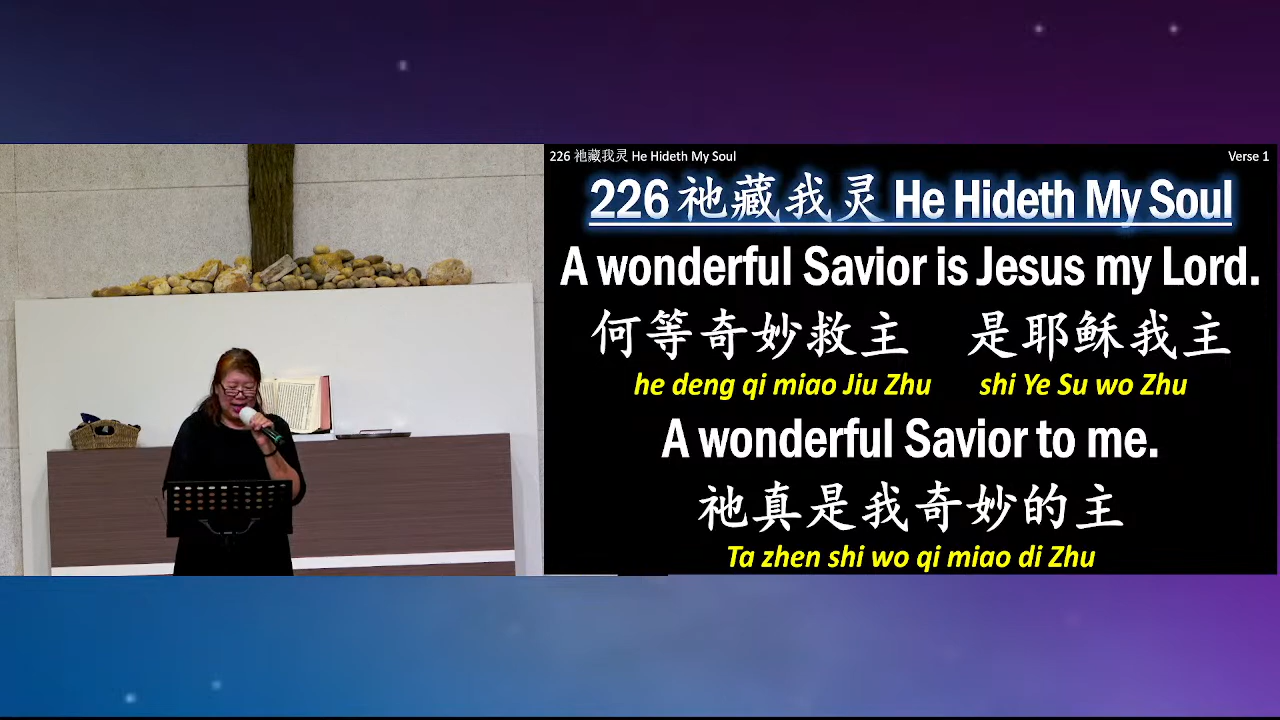 226 祂藏我灵 He Hideth My Soul
Verse 1
226 祂藏我灵 He Hideth My Soul
A wonderful Savior is Jesus my Lord.
何等奇妙救主 是耶稣我主
he deng qi miao Jiu Zhu shi Ye Su wo Zhu
A wonderful Savior to me.
祂真是我奇妙的主
Ta zhen shi wo qi miao di Zhu